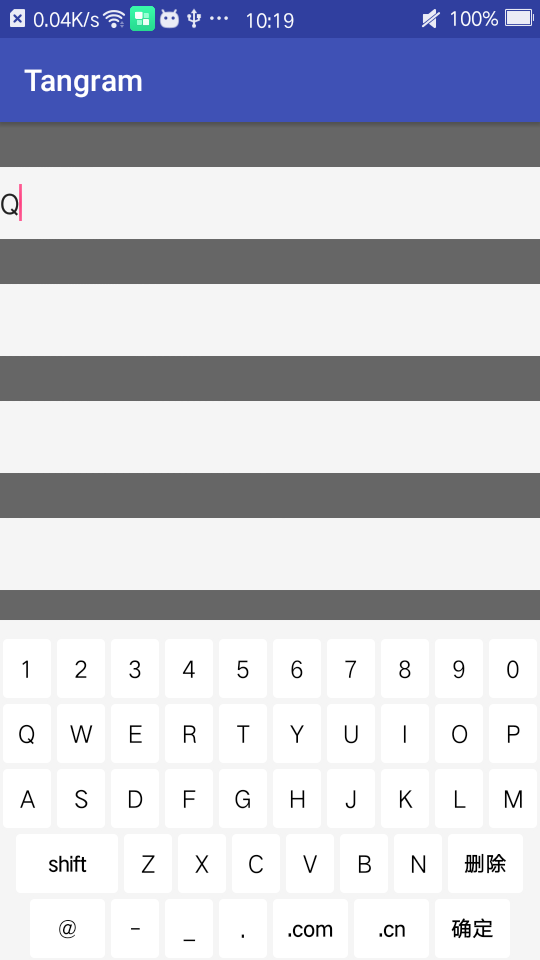 0.04K/s 10:19 100%
Tangram
Q
1 2 3 4 5 6 7 8 9 0
Q W E R T Y U I O P
A S D F G H J K L M
shift Z X C V B N 删除
@ - _ . .com .cn 确定